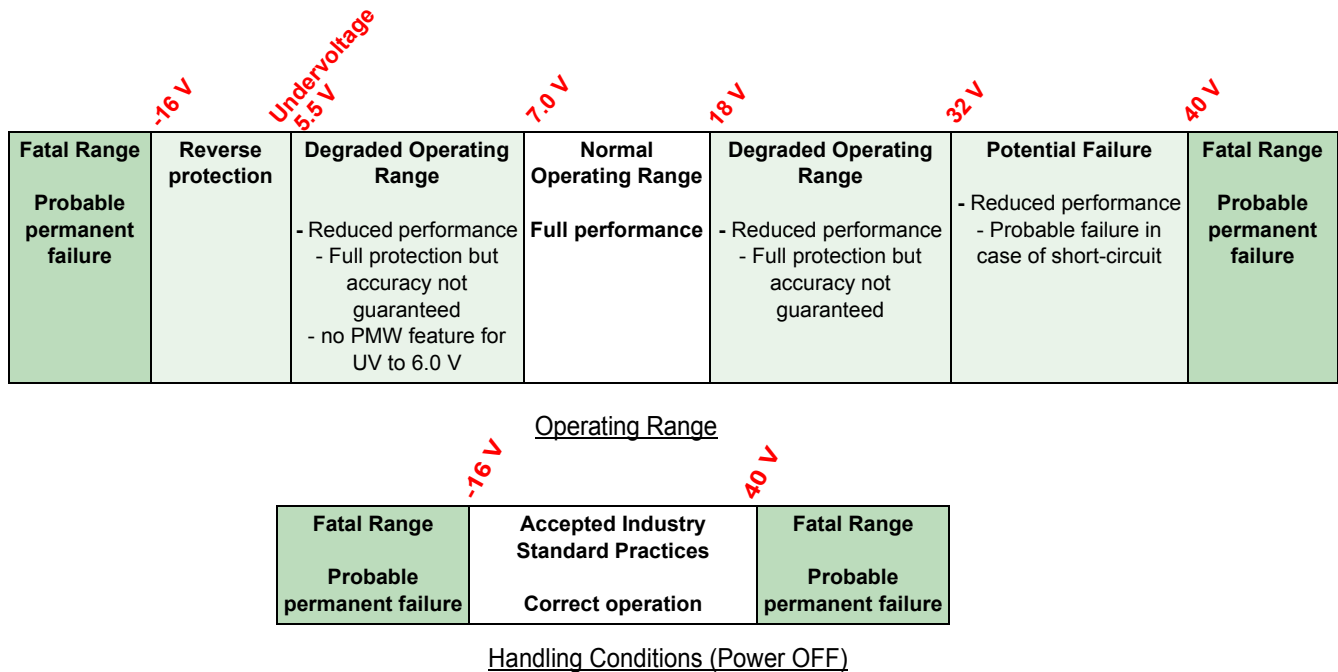 -16 V
Undervoltage
5.5 V
7.0 V
18 V
32 V
40 V
Fatal Range
Probable
permanent
failure
Reverse
protection
Degraded Operating
Range
- Reduced performance
- Full protection but
accuracy not
guaranteed
- no PMW feature for
UV to 6.0 V
Normal
Operating Range
Full performance
Degraded Operating
Range
- Reduced performance
- Full protection but
accuracy not
guaranteed
Potential Failure
- Reduced performance
- Probable failure in
case of short-circuit
Fatal Range
Probable
permanent
failure
Operating Range
-16 V
40 V
Fatal Range
Probable
permanent failure
Accepted Industry
Standard Practices
Correct operation
Fatal Range
Probable
permanent failure
Handling Conditions (Power OFF)